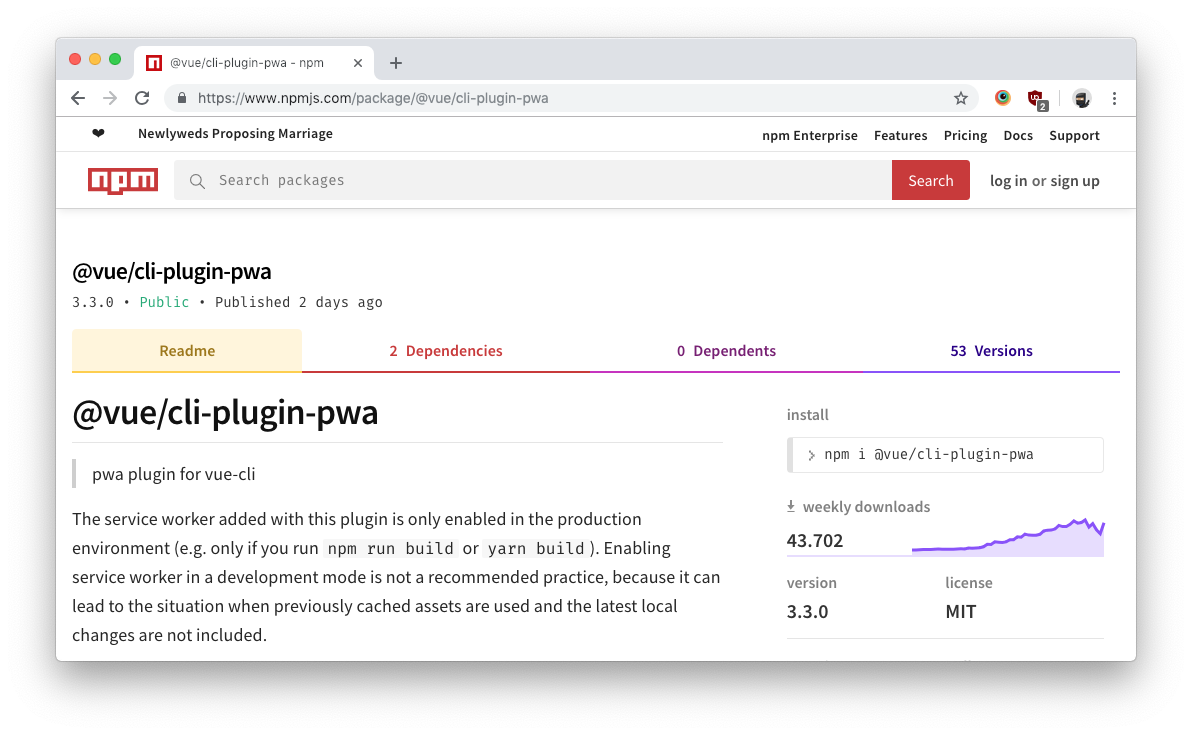 @vue/cli-plugin-pwa - npm
https://www.npmjs.com/package/@vue/cli-plugin-pwa
2
❤ Newlyweds Proposing Marriage
npm Enterprise Features Pricing Docs Support
npm Search packages Search log in or sign up
@vue/cli-plugin-pwa
3.3.0 • Public • Published 2 days ago
Readme 2 Dependencies 0 Dependents 53 Versions
@vue/cli-plugin-pwa
pwa plugin for vue-cli
The service worker added with this plugin is only enabled in the production
environment (e.g. only if you run npm run build or yarn build ). Enabling
service worker in a development mode is not a recommended practice, because it can
lead to the situation when previously cached assets are used and the latest local
changes are not included.
install
npm i @vue/cli-plugin-pwa
weekly downloads
43.702
version license
3.3.0 MIT